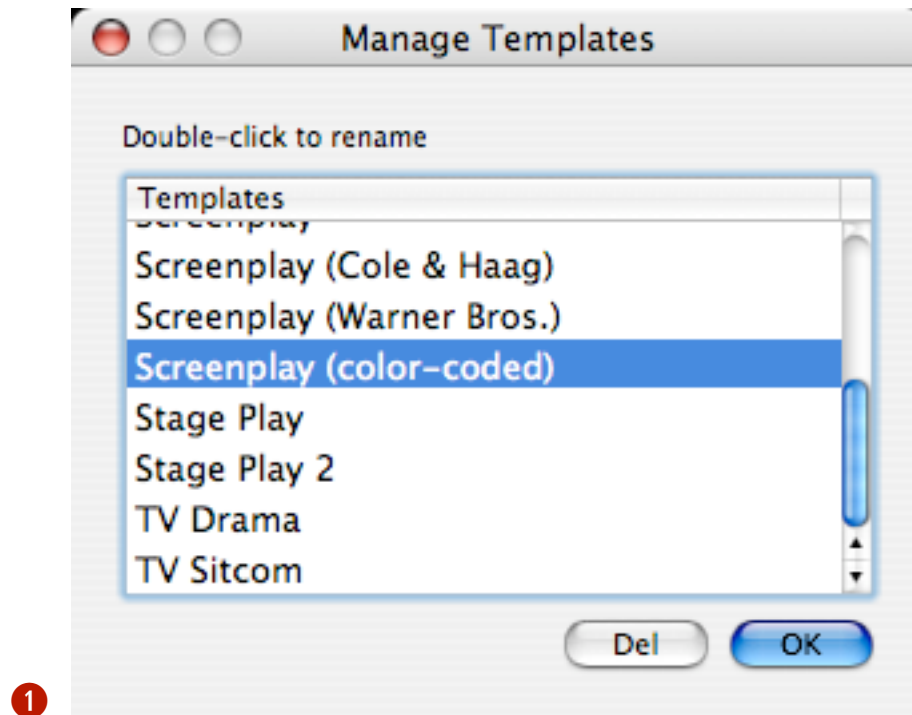 Manage Templates
Double-click to rename
Templates
Screenplay
Screenplay (Cole & Haag)
Screenplay (Warner Bros.)
Screenplay (color-coded)
Stage Play
Stage Play 2
TV Drama
TV Sitcom
Del OK
1